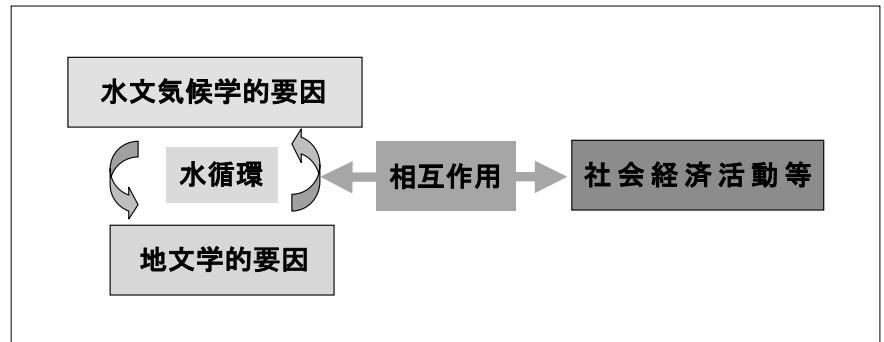 水文気候学的要因
水循環
相互作用
社会経済活動等
地文学的要因